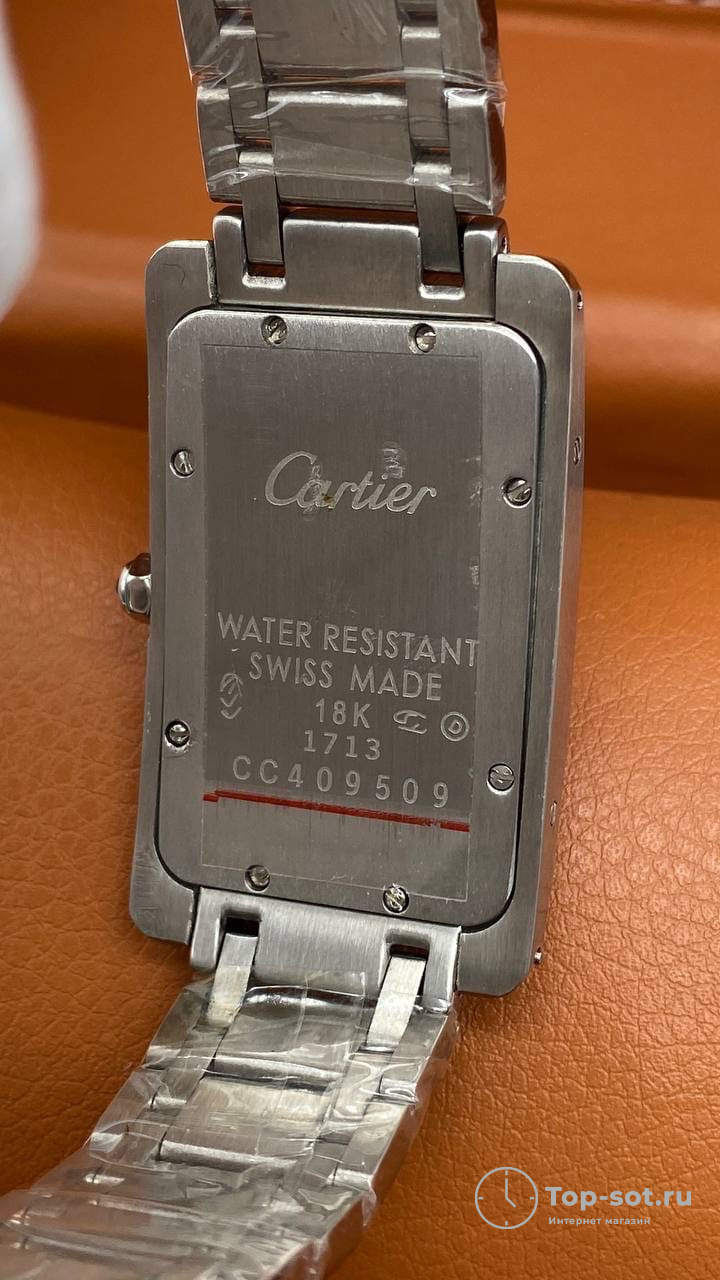 Cartier
WATER RESISTANT
SWISS MADE
18K D
1713
CC409509
Top-sot.ru
Интернет магазин